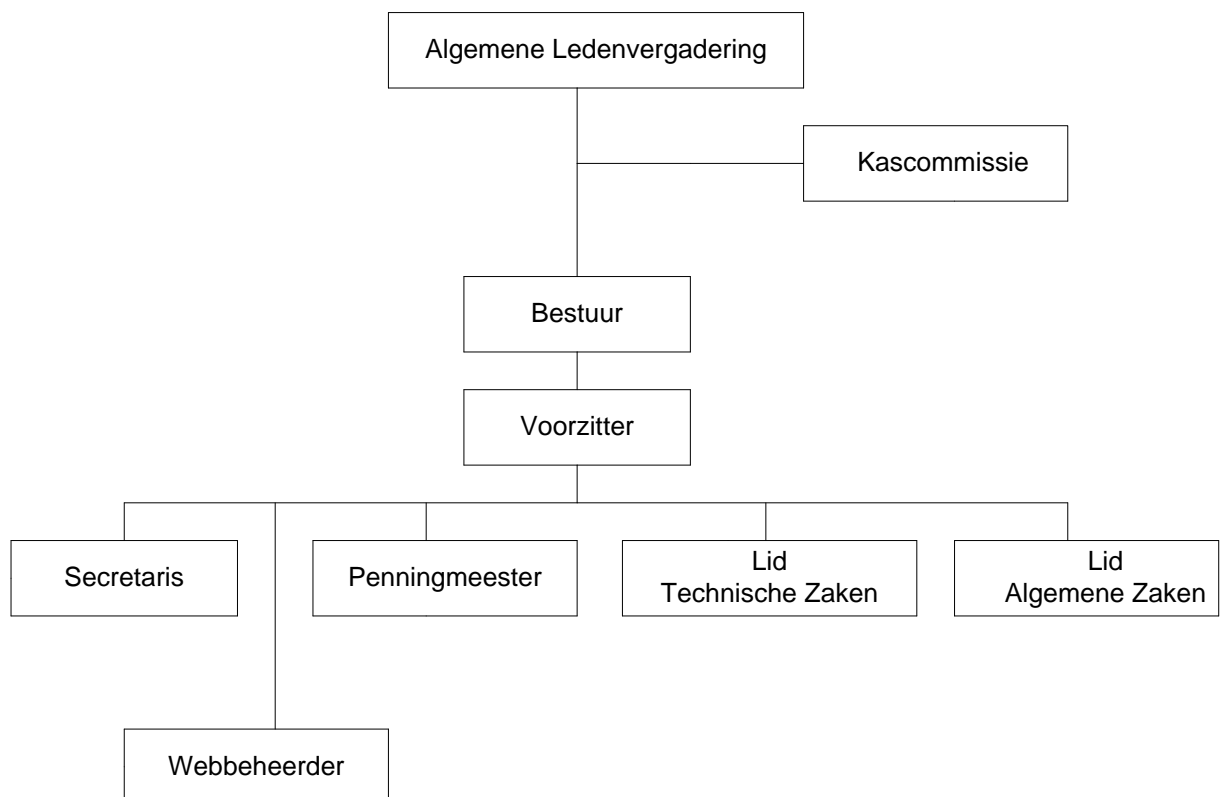 Algemene Ledenvergadering
Kascommissie
Bestuur
Voorzitter
Secretaris
Penningmeester
Lid
Technische Zaken
Lid
Algemene Zaken
Webbeheerder